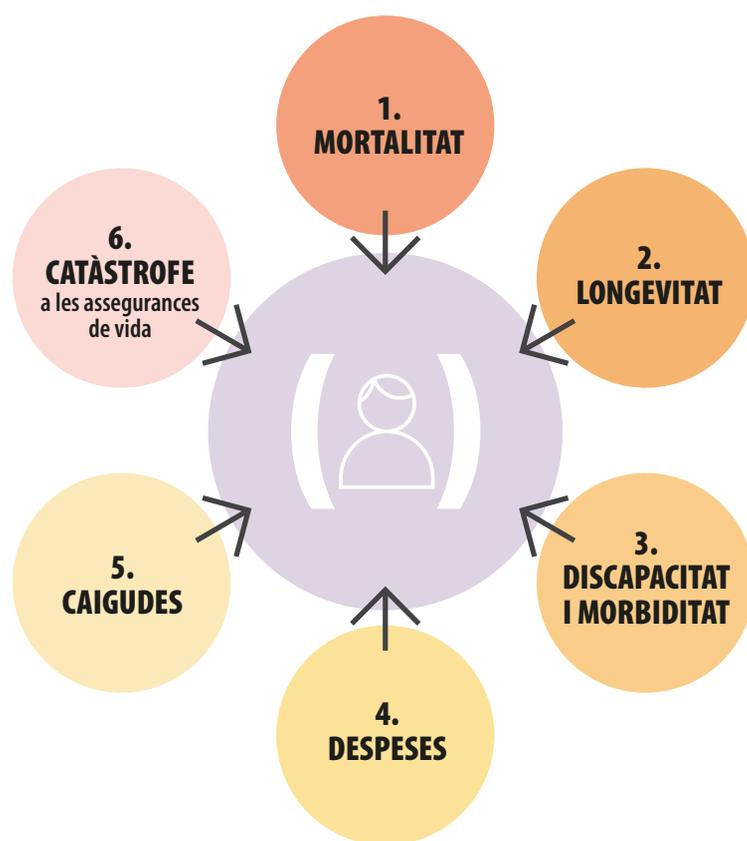 1.
MORTALITAT
2.
LONGEVITAT
3.
DISCAPACITAT
I MORBIDITAT
4.
DESPESES
5.
CAIGUDES
6.
CATÀSTROFE
a les assegurances
de vida